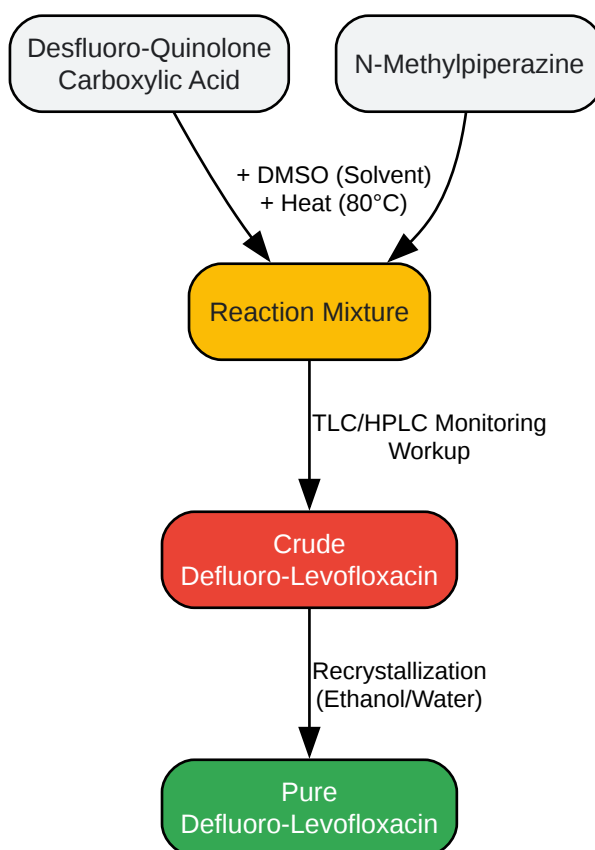 Desfluoro-Quinolone
Carboxylic Acid
N-Methylpiperazine
+ DMSO (Solvent)
+ Heat (80°C)
Reaction Mixture
TLC/HPLC Monitoring
Workup
Crude
Defluoro-Levofloxacin
Recrystallization
(Ethanol/Water)
Pure
Defluoro-Levofloxacin